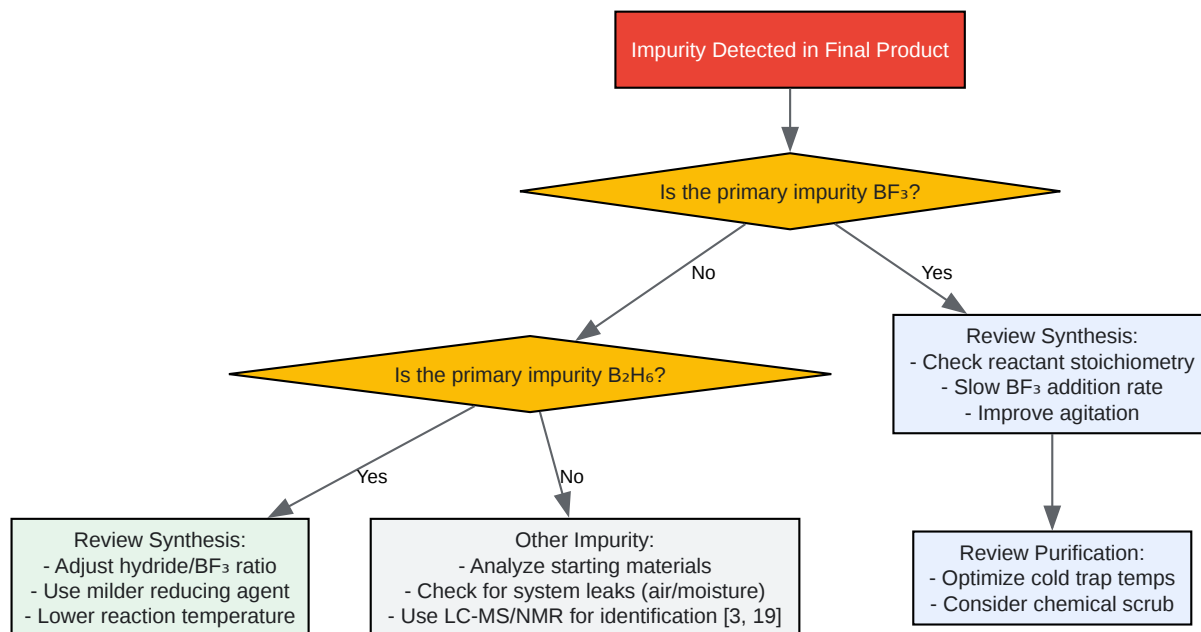 Impurity Detected in Final Product
Is the primary impurity BF₃?
No
Yes
Review Synthesis:
- Check reactant stoichiometry
- Slow BF₃ addition rate
- Improve agitation
Is the primary impurity B₂H₆?
Yes
No
Review Synthesis:
- Adjust hydride/BF₃ ratio
- Use milder reducing agent
- Lower reaction temperature
Other Impurity:
- Analyze starting materials
- Check for system leaks (air/moisture)
- Use LC-MS/NMR for identification [3, 19]
Review Purification:
- Optimize cold trap temps
- Consider chemical scrub